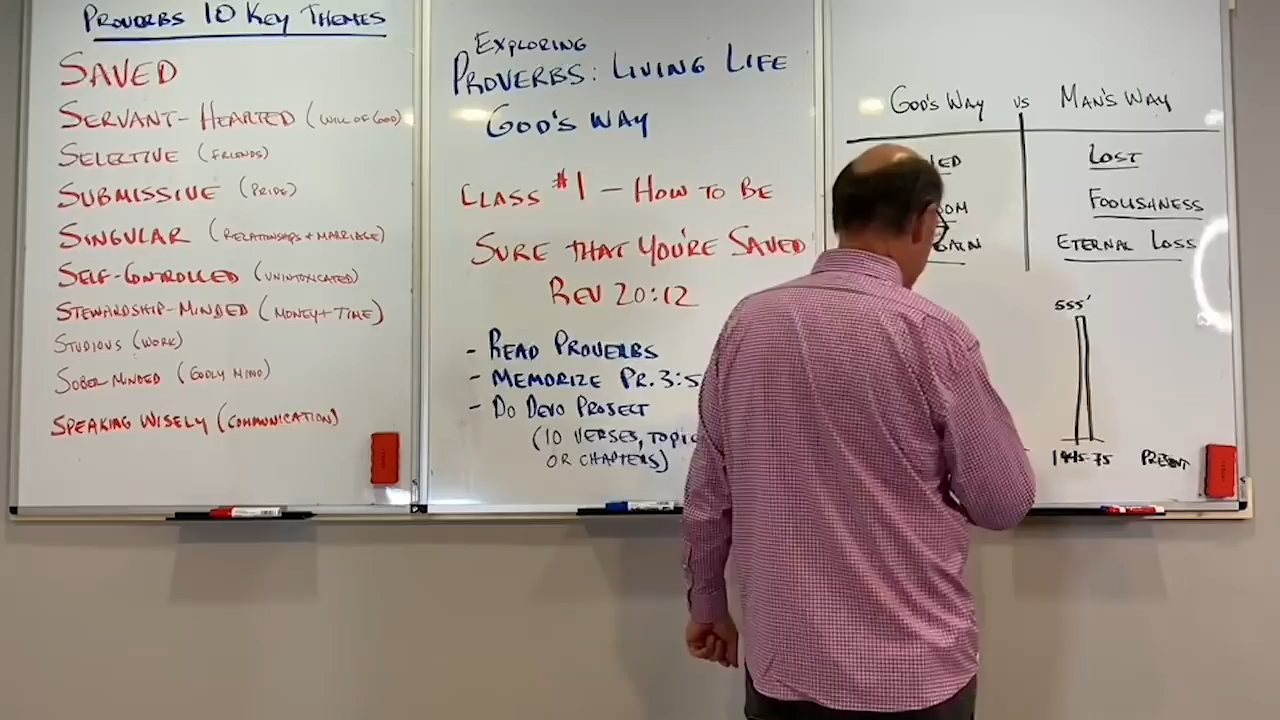 PROVERBS 10 KEY THEMES
SAVED
SERVANT-HEARTED (WILL OF GOD)
SELECTIVE (FRIENDS)
SUBMISSIVE (PRIDE)
SINGULAR (RELATIONSHIPS + MARRIAGE)
SELF-CONTROLLED (UNINTOXICATED)
STEWARDSHIP-MINDED (MONEY + TIME)
STUDIOUS (WORK)
SOBER MINDED (GODLY MIND)
SPEAKING WISELY (COMMUNICATION)
EXPLORING
PROVERBS: LIVING LIFE
GOD'S WAY
CLASS #1 - HOW TO BE
SURE THAT YOU'RE SAVED
REV 20:12
- READ PROVERBS
- MEMORIZE PR. 3:5
- DO DEVO PROJECT
(10 VERSES, TOPIC
OR CHAPTERS)
GOD'S WAY VS MAN'S WAY
LOST
FOOLISHNESS
GAIN ETERNAL LOSS
555'
1945-75 PRESENT